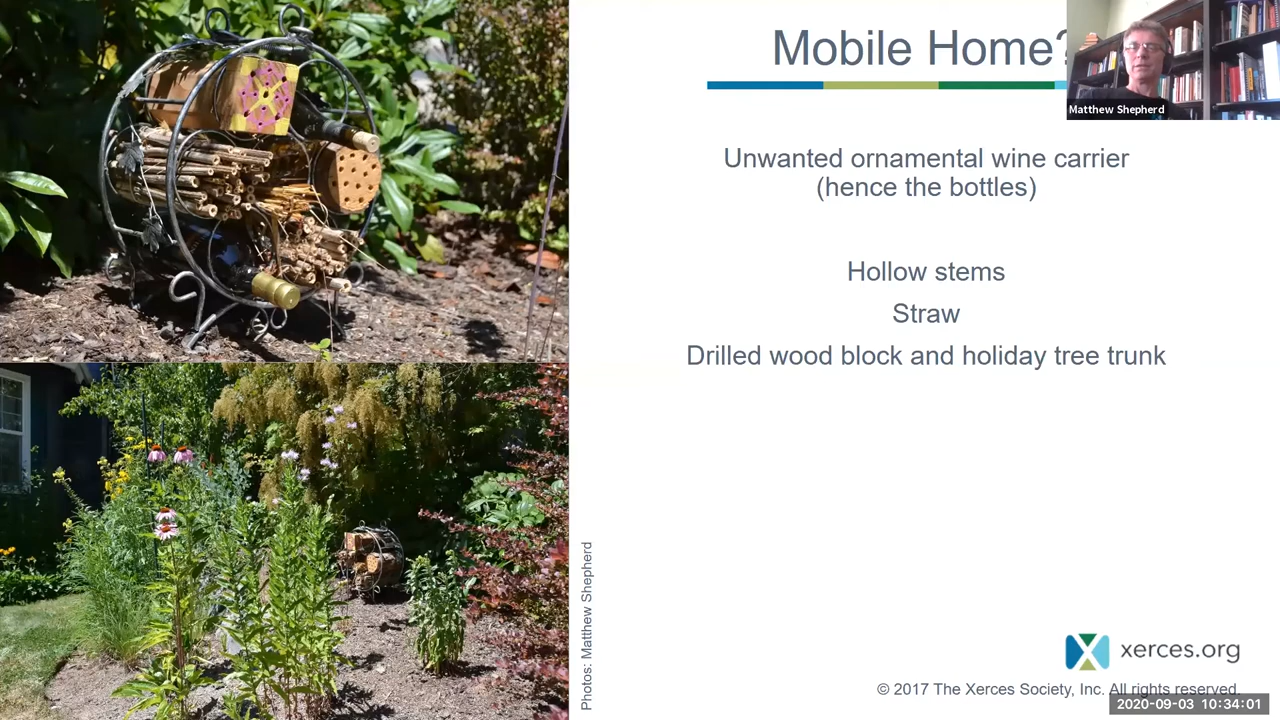 Mobile Home?
Matthew Shepherd
Unwanted ornamental wine carrier
(hence the bottles)
Hollow stems
Straw
Drilled wood block and holiday tree trunk
Photos: Matthew Shepherd
xerces.org
© 2017 The Xerces Society, Inc. All rights reserved.
2020-09-03 10:34:01